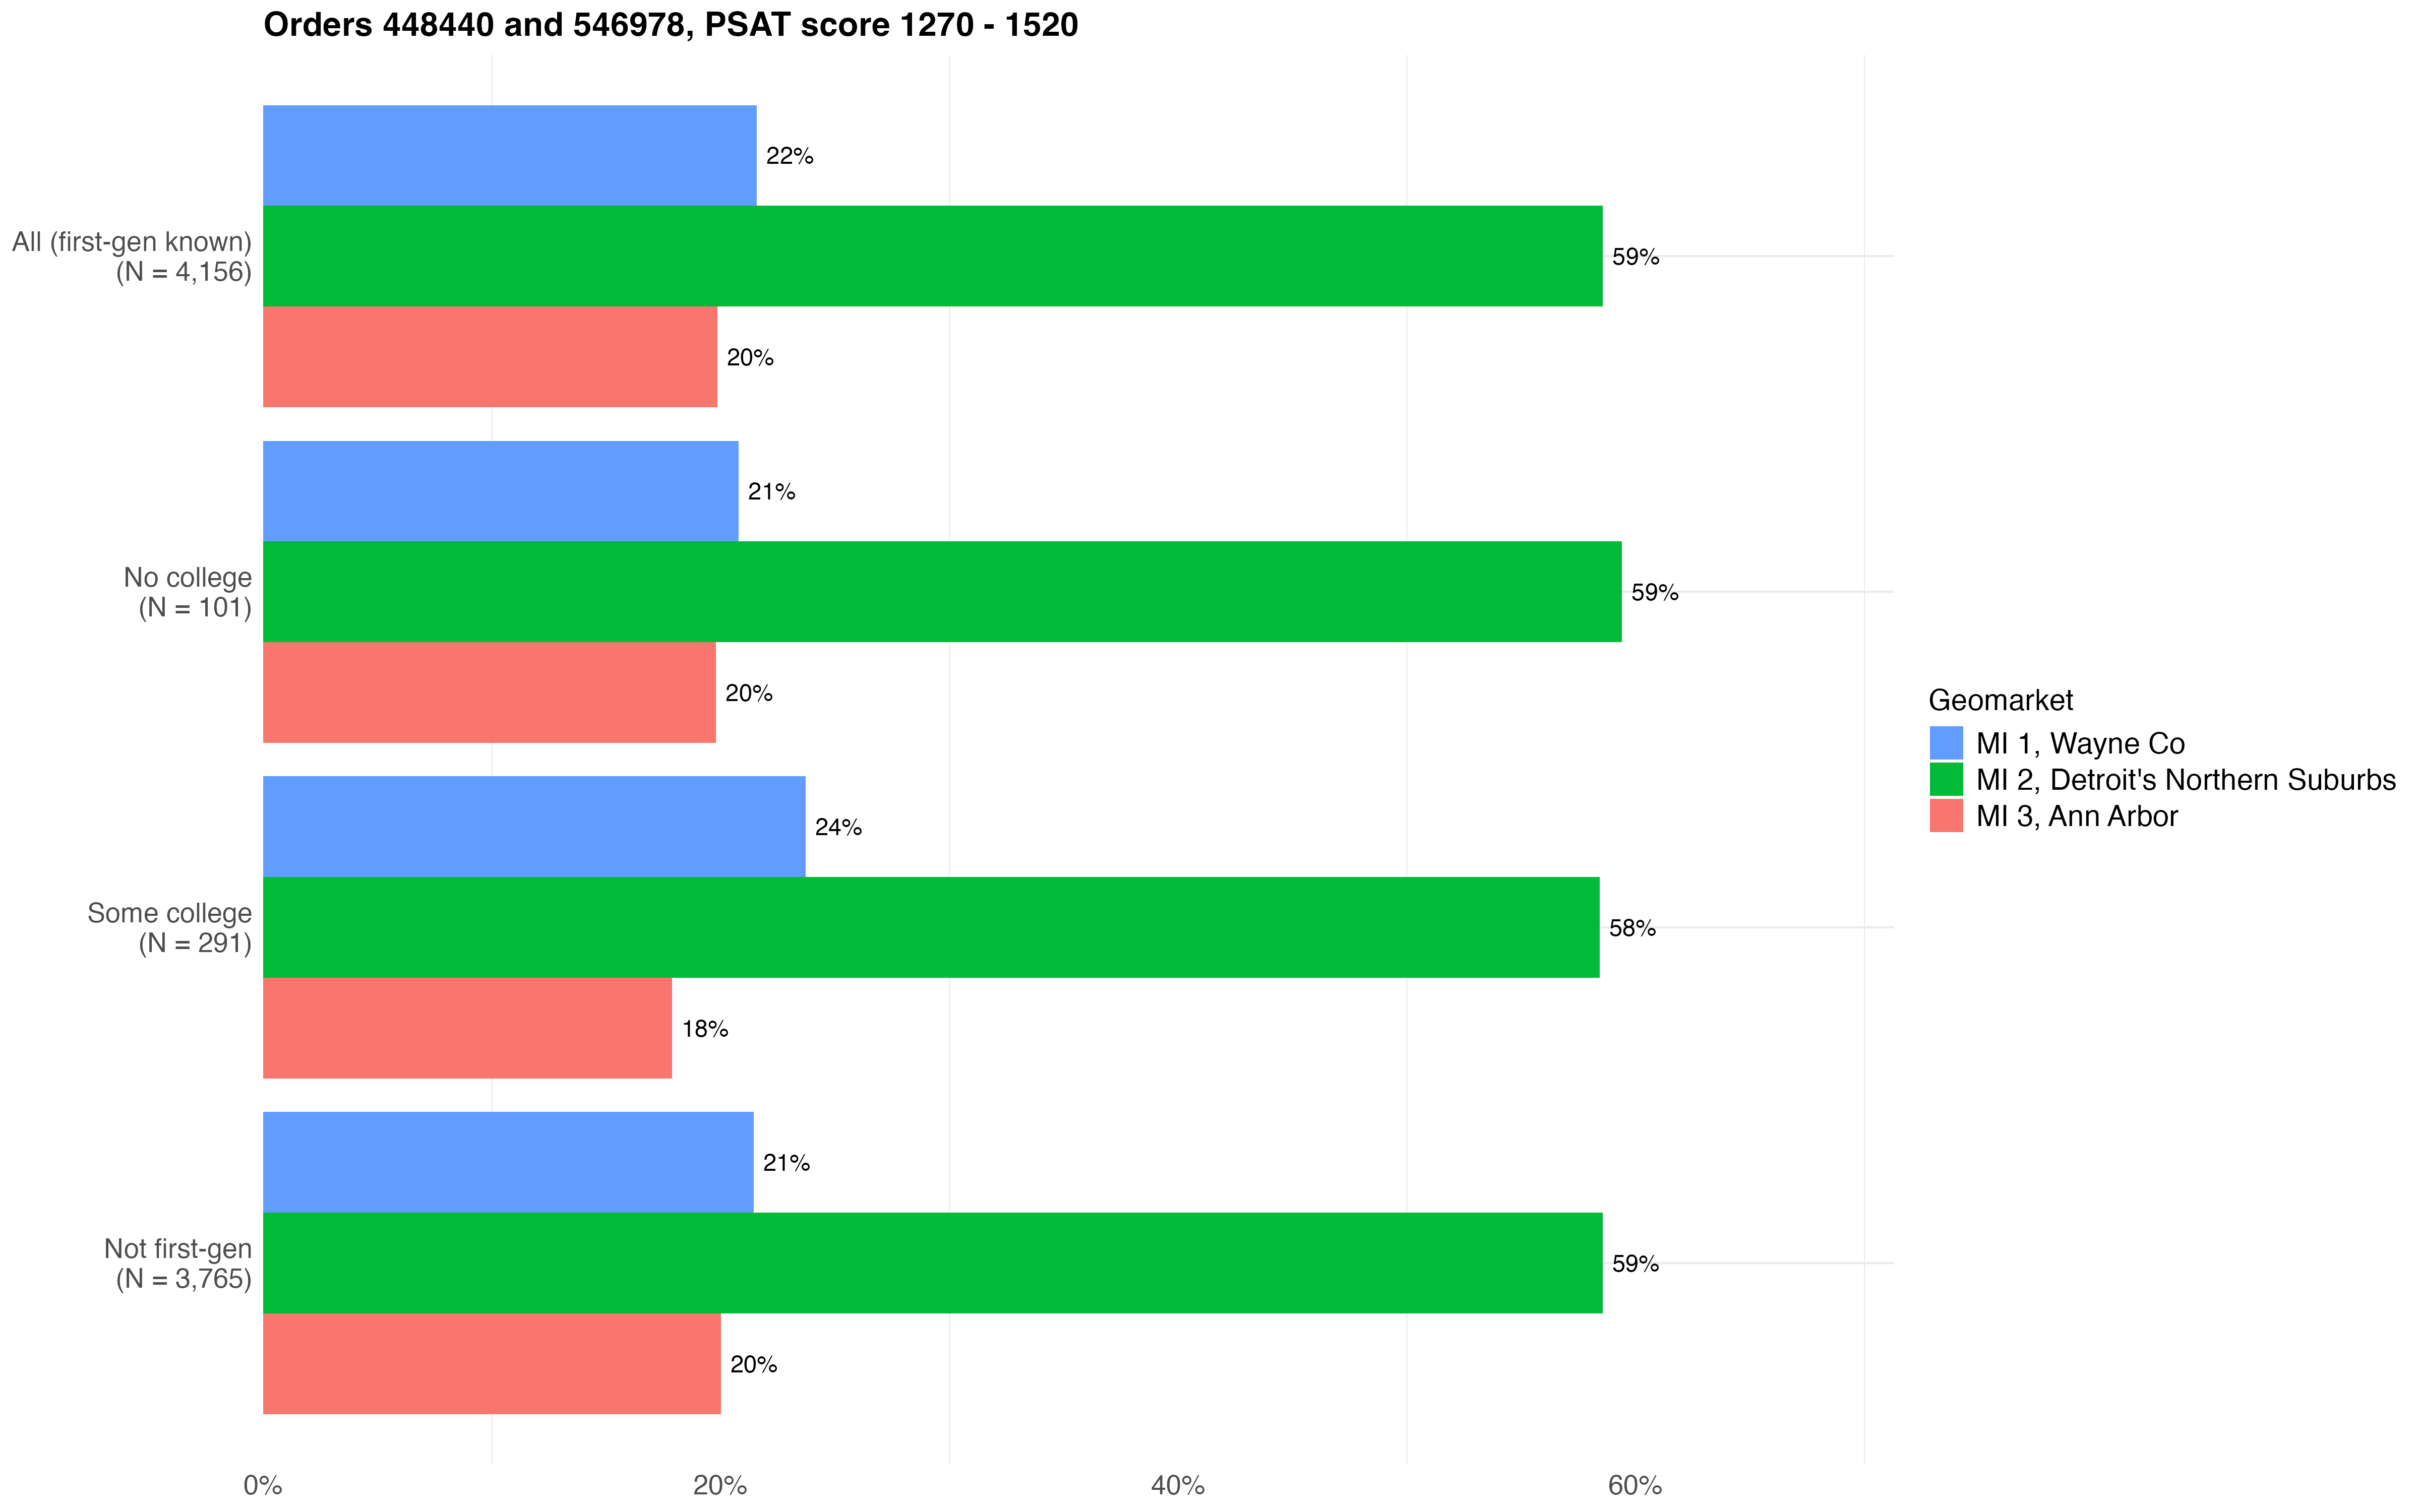 Orders 448440 and 546978, PSAT score 1270 - 1520
22%
All (first-gen known)
(N = 4,156)
59%
20%
21%
No college
(N = 101)
59%
20%
24%
Some college
(N = 291)
58%
18%
21%
Not first-gen
(N = 3,765)
59%
20%
0%
20%
40%
60%
Geomarket
MI 1, Wayne Co
MI 2, Detroit's Northern Suburbs
MI 3, Ann Arbor